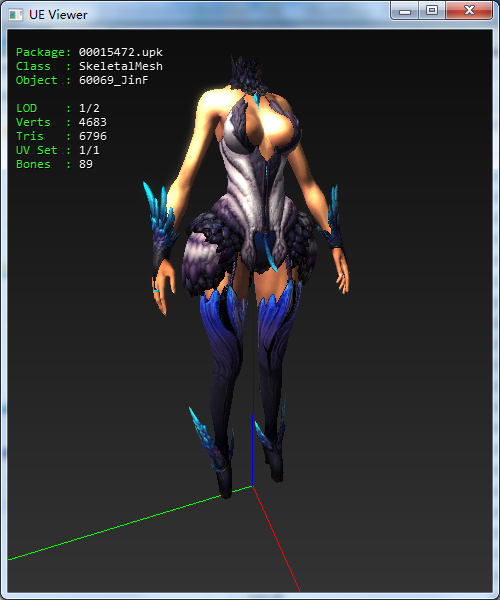 UE Viewer
Package: 00015472.upk
Class  : SkeletalMesh
Object : 60069_JinF
LOD    : 1/2
Verts  : 4683
Tris   : 6796
UV Set : 1/1
Bones  : 89